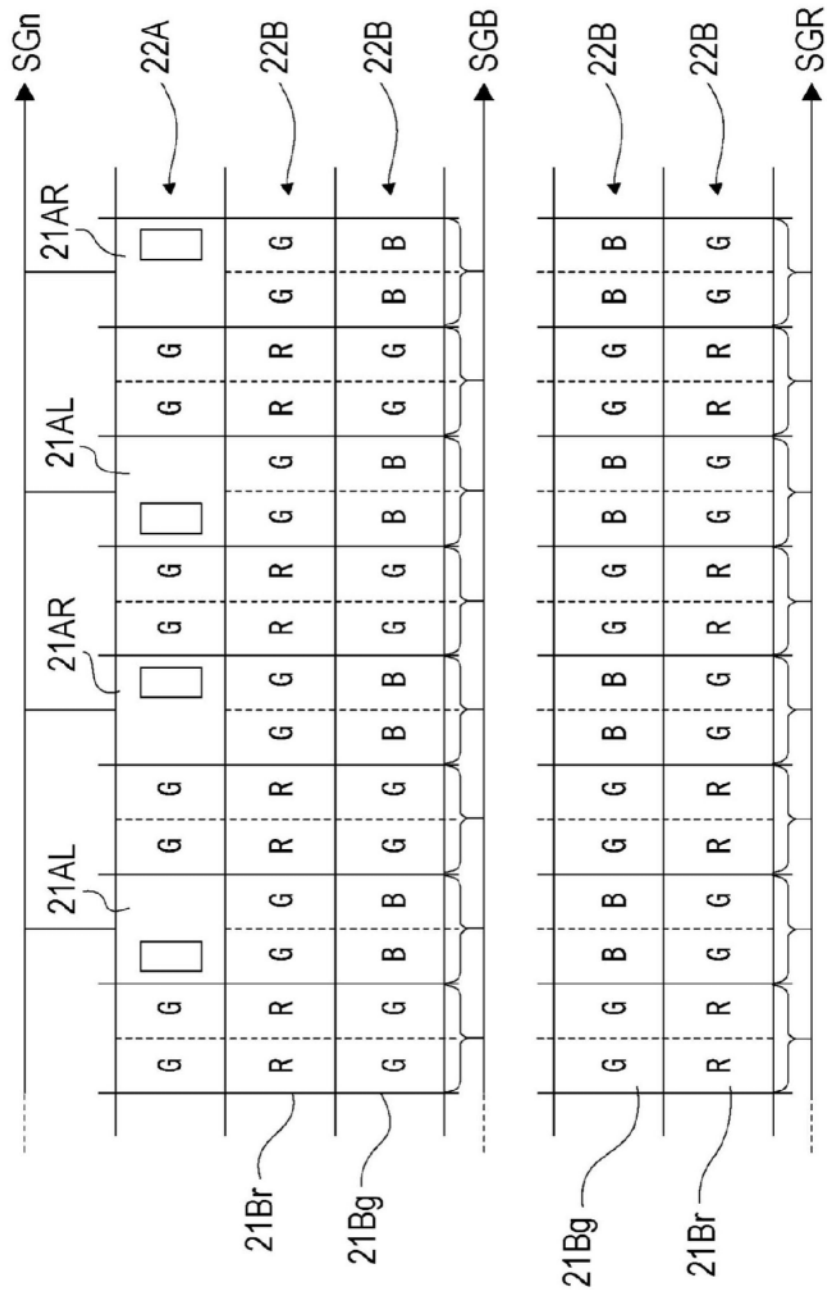 SGn
21AL 21AR 21AL 21AR
G G G G G G G G 22A
21Br R R G G R R G G R R G G R R G G 22B
21Bg G G B B G G B B G G B B G G B B 22B
SGB
21Bg G G B B G G B B G G B B G G B B 22B
21Br R R G G R R G G R R G G R R G G 22B
SGR